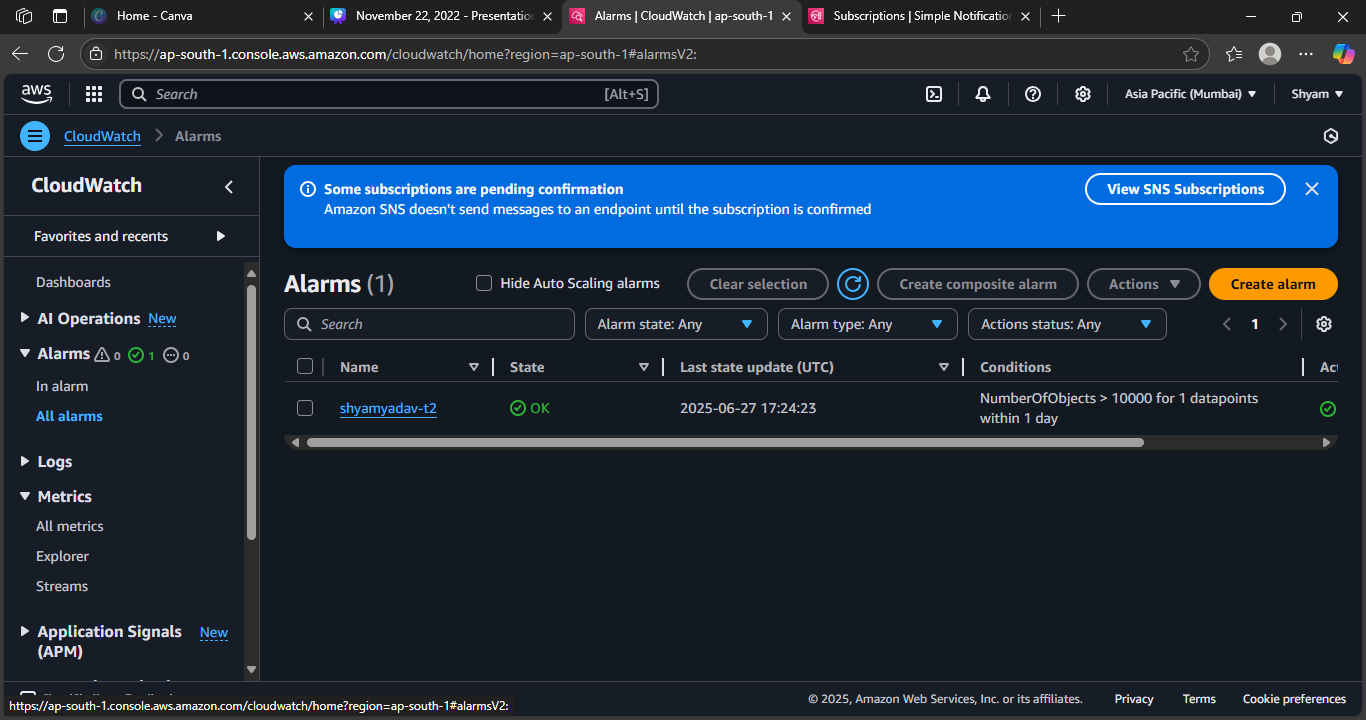 Home - Canva
November 22, 2022 - Presentatio
Alarms | CloudWatch | ap-south-1
Subscriptions | Simple Notificatio
https://ap-south-1.console.aws.amazon.com/cloudwatch/home?region=ap-south-1#alarmsV2:
aws
Search
[Alt+S]
Asia Pacific (Mumbai)
Shyam
CloudWatch
Alarms
CloudWatch
Favorites and recents
Dashboards
AI Operations New
Alarms 0 1 0
In alarm
All alarms
Logs
Metrics
All metrics
Explorer
Streams
Application Signals New
(APM)
Some subscriptions are pending confirmation
Amazon SNS doesn't send messages to an endpoint until the subscription is confirmed
View SNS Subscriptions
Alarms (1)
Hide Auto Scaling alarms
Clear selection
Create composite alarm
Actions
Create alarm
Search
Alarm state: Any
Alarm type: Any
Actions status: Any
1
Name
State
Last state update (UTC)
Conditions
Act
shyamyadav-t2
OK
2025-06-27 17:24:23
NumberOfObjects > 10000 for 1 datapoints
within 1 day
https://ap-south-1.console.aws.amazon.com/cloudwatch/home?region=ap-south-1#alarmsV2:
© 2025, Amazon Web Services, Inc. or its affiliates.
Privacy
Terms
Cookie preferences